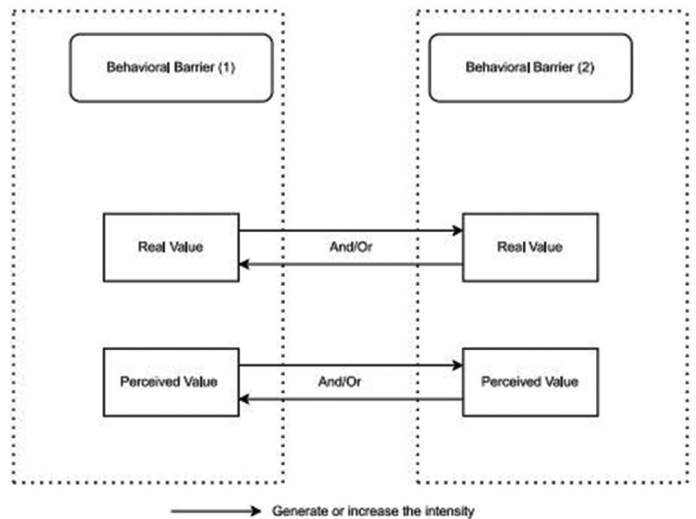 Behavioral Barrier (1)
Behavioral Barrier (2)
Real Value
And/Or
Real Value
Perceived Value
And/Or
Perceived Value
Generate or increase the intensity